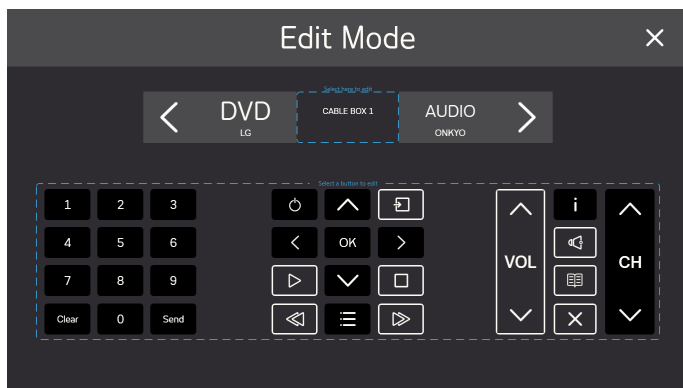 Edit Mode
Select here to edit
DVD
LG
CABLE BOX 1
AUDIO
ONKYO
Select a button to edit
1 2 3
4 5 6
7 8 9
Clear 0 Send
OK
i
VOL
CH